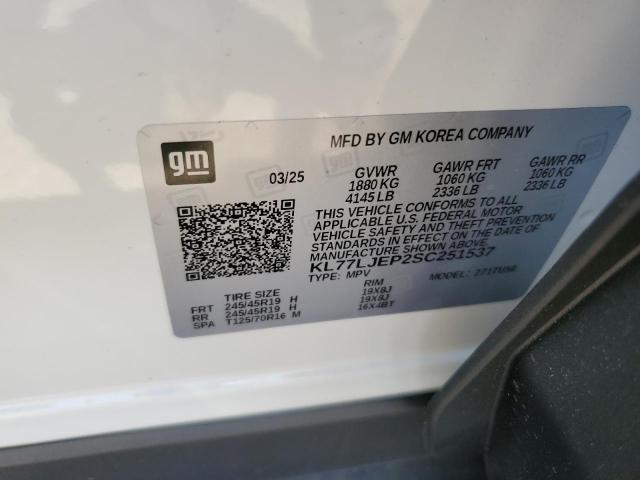 gm
MFD BY GM KOREA COMPANY
03/25
GVWR GAWR FRT GAWR RR
1880 KG 1060 KG 1060 KG
4145 LB 2336 LB 2336 LB
THIS VEHICLE CONFORMS TO ALL
APPLICABLE U.S. FEDERAL MOTOR
VEHICLE SAFETY AND THEFT PREVENTION
STANDARDS IN EFFECT ON THE DATE OF
MANUFACTURE SHOWN ABOVE.
KL77LJEP2SC251537
TYPE: MPV MODEL:
TIRE SIZE RIM
FRT 245/45R19 H 19X8J
RR 245/45R19 H 19X8J
SPA T125/70R16 M 16X4BT